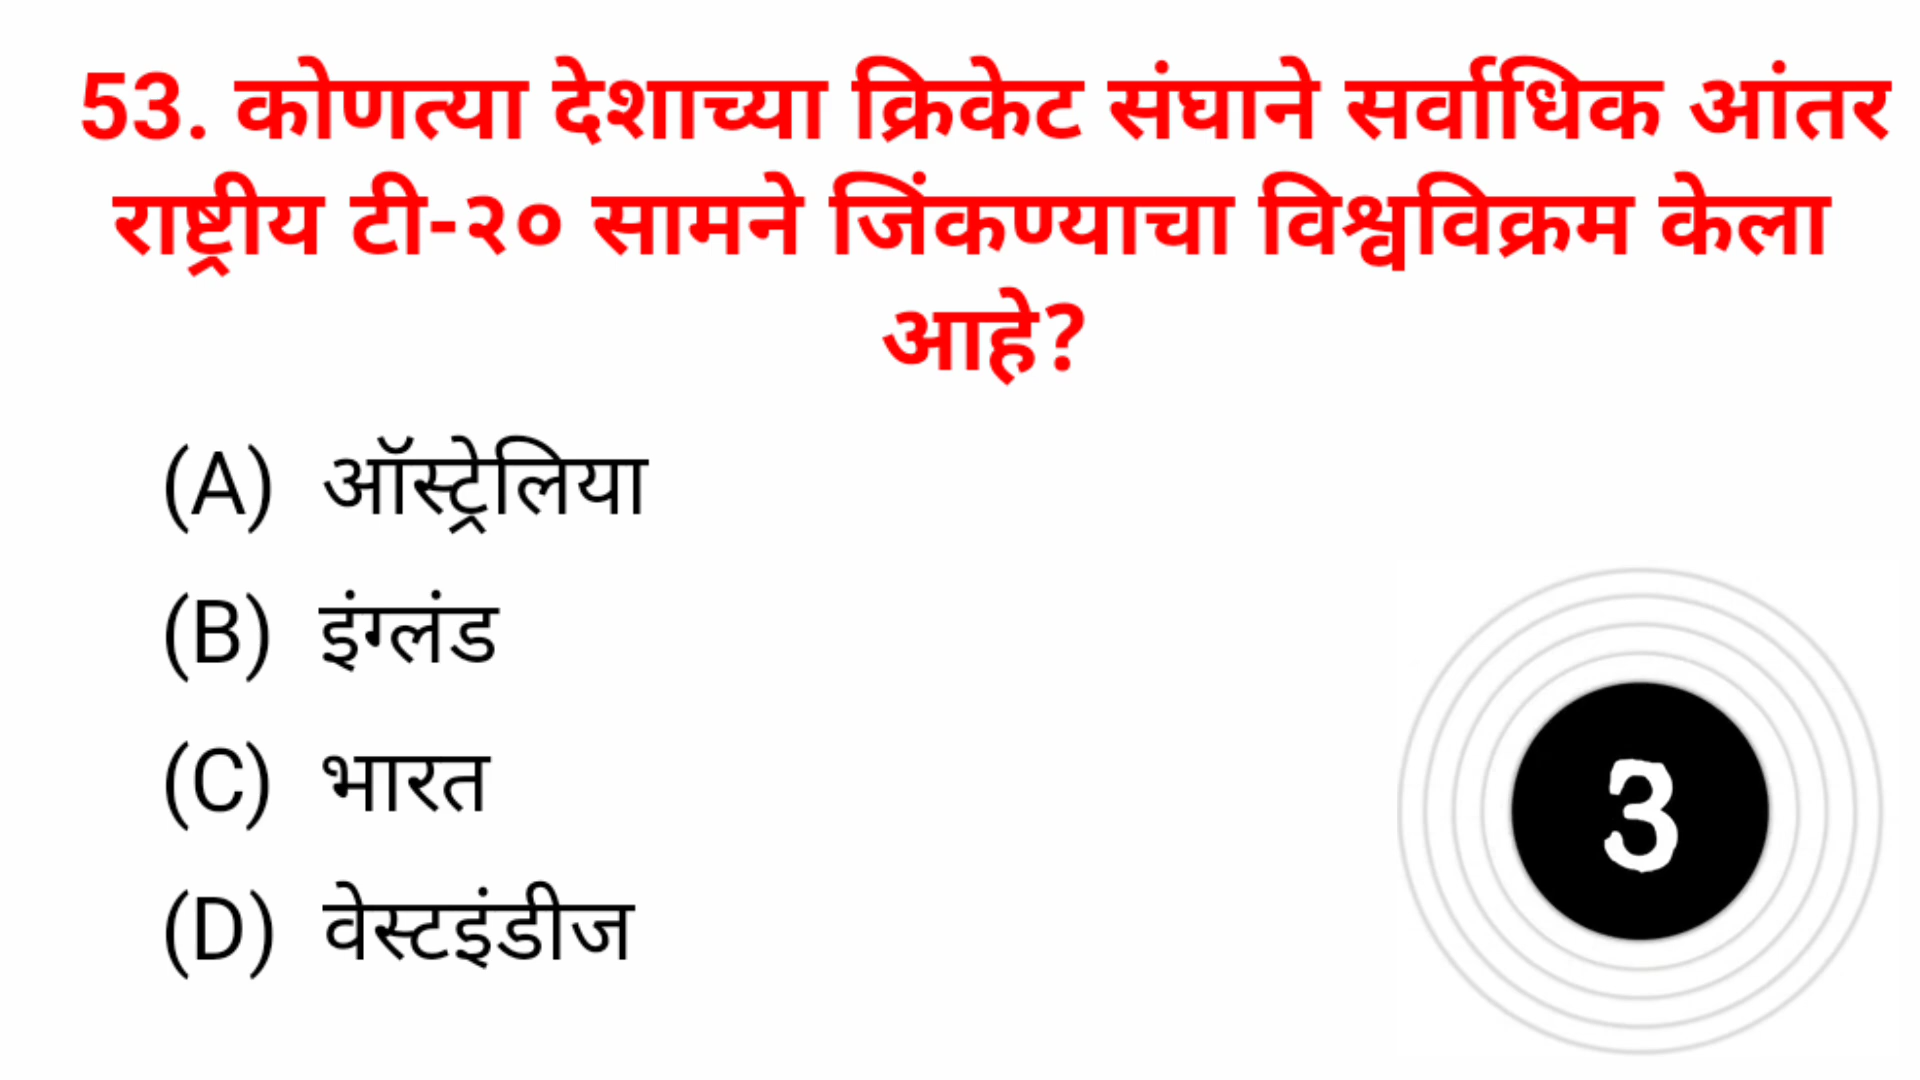 53. कोणत्या देशाच्या क्रिकेट संघाने सर्वाधिक आंतर
राष्ट्रीय टी-२० सामने जिंकण्याचा विश्वविक्रम केला
आहे?
(A) ऑस्ट्रेलिया
(B) इंग्लंड
(C) भारत
(D) वेस्टइंडीज
3